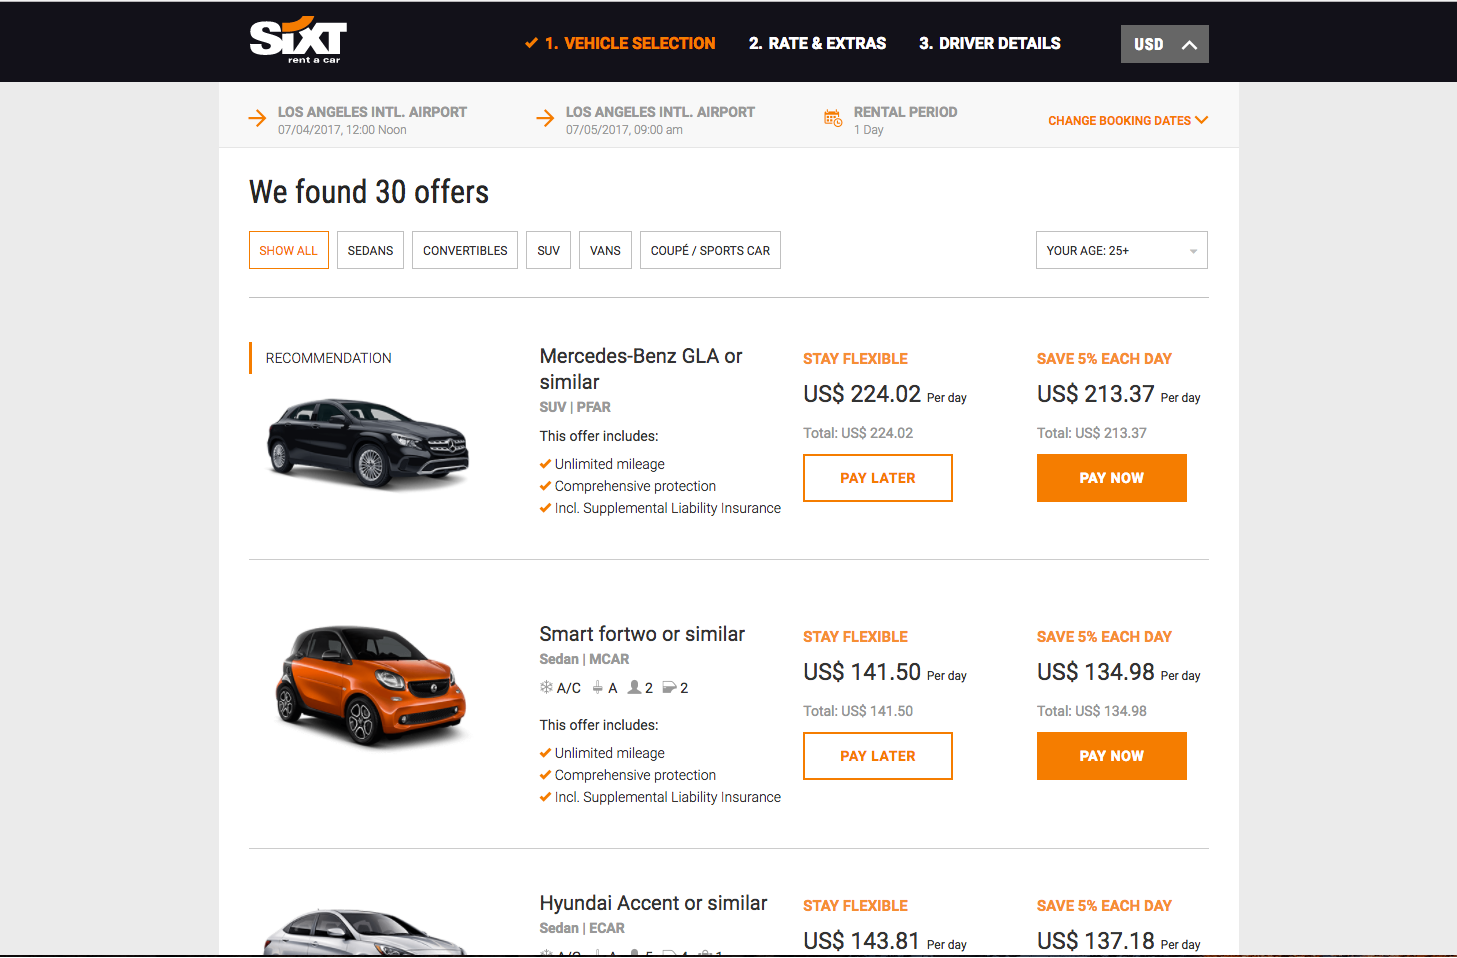 SIXT
rent a car
1. VEHICLE SELECTION
2. RATE & EXTRAS
3. DRIVER DETAILS
USD
LOS ANGELES INTL. AIRPORT
07/04/2017, 12:00 Noon
LOS ANGELES INTL. AIRPORT
07/05/2017, 09:00 am
RENTAL PERIOD
1 Day
CHANGE BOOKING DATES
We found 30 offers
SHOW ALL
SEDANS
CONVERTIBLES
SUV
VANS
COUPÉ / SPORTS CAR
YOUR AGE: 25+
RECOMMENDATION
Mercedes-Benz GLA or
similar
SUV | PFAR
This offer includes:
Unlimited mileage
Comprehensive protection
Incl. Supplemental Liability Insurance
STAY FLEXIBLE
US$ 224.02 Per day
Total: US$ 224.02
PAY LATER
SAVE 5% EACH DAY
US$ 213.37 Per day
Total: US$ 213.37
PAY NOW
Smart fortwo or similar
Sedan | MCAR
A/C A 2 2
This offer includes:
Unlimited mileage
Comprehensive protection
Incl. Supplemental Liability Insurance
STAY FLEXIBLE
US$ 141.50 Per day
Total: US$ 141.50
PAY LATER
SAVE 5% EACH DAY
US$ 134.98 Per day
Total: US$ 134.98
PAY NOW
Hyundai Accent or similar
Sedan | ECAR
A/C A 5 4 1
STAY FLEXIBLE
US$ 143.81 Per day
SAVE 5% EACH DAY
US$ 137.18 Per day